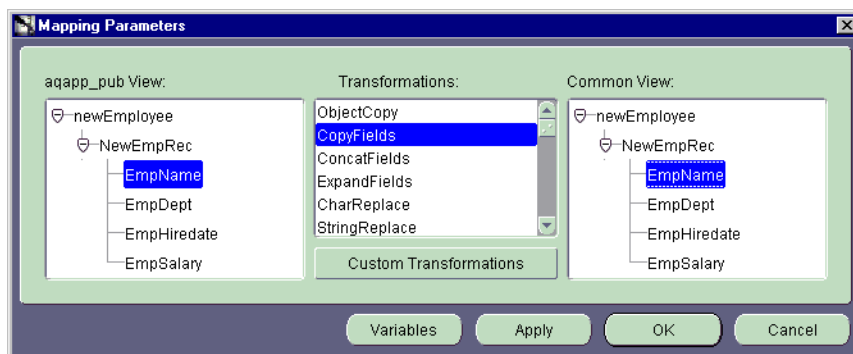 Mapping Parameters
aqapp_pub View:
newEmployee
NewEmpRec
EmpName
EmpDept
EmpHiredate
EmpSalary
Transformations:
ObjectCopy
CopyFields
ConcatFields
ExpandFields
CharReplace
StringReplace
Custom Transformations
Common View:
newEmployee
NewEmpRec
EmpName
EmpDept
EmpHiredate
EmpSalary
Variables
Apply
OK
Cancel